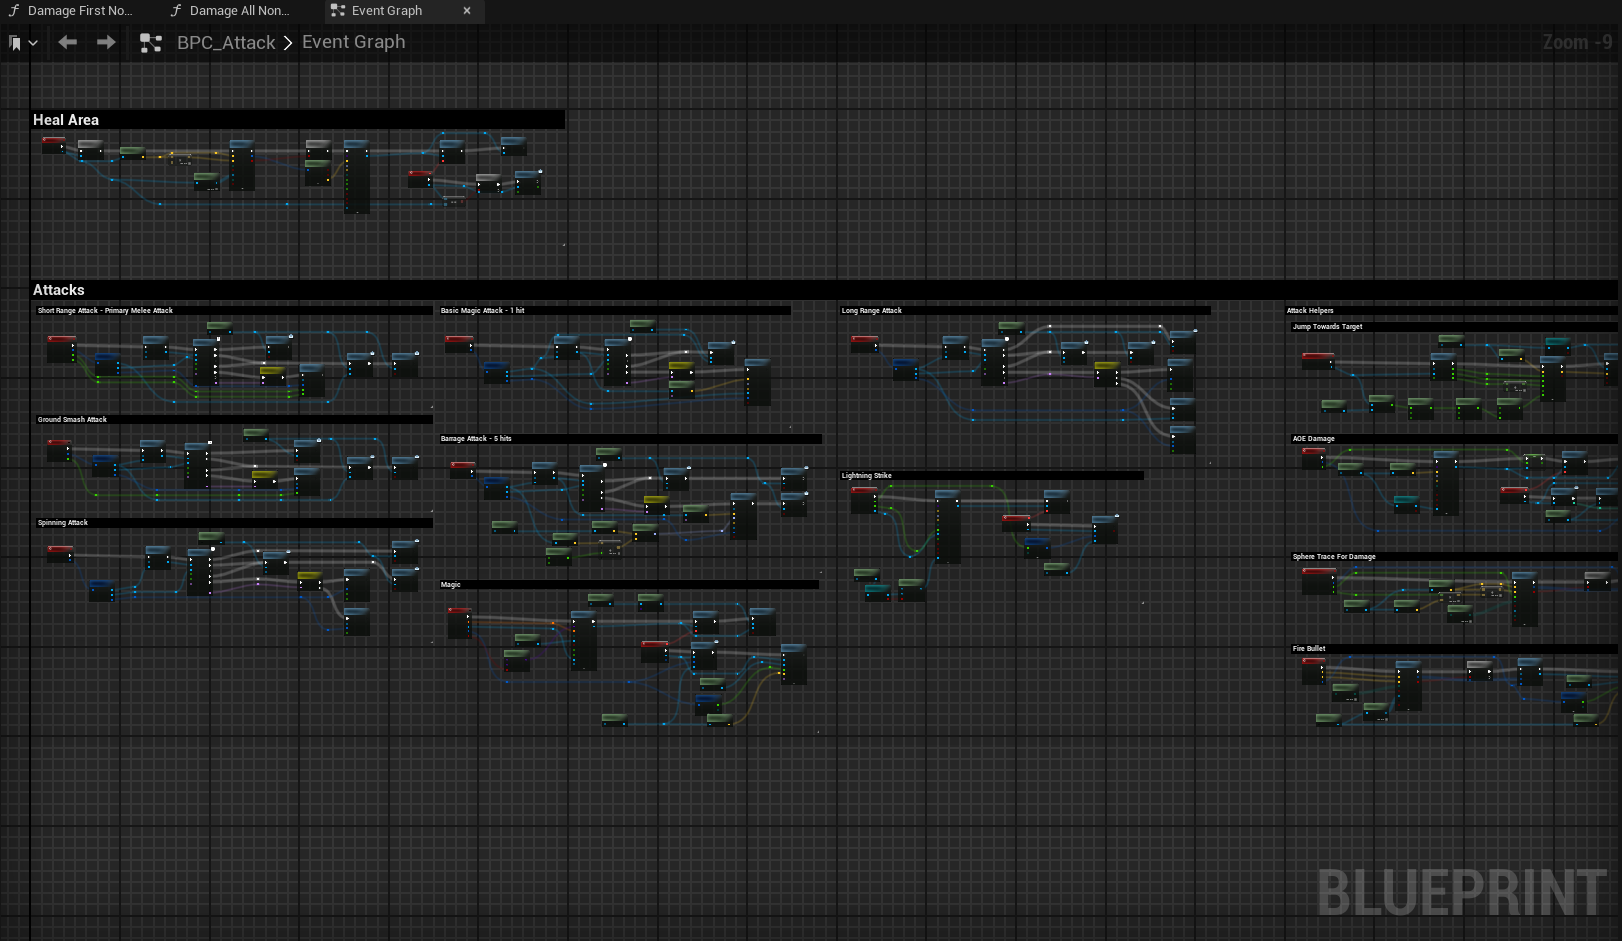 Damage First No...
Damage All Non...
Event Graph
BPC_Attack > Event Graph
Zoom -9
Heal Area
Attacks
Short Range Attack - Primary Melee Attack
Ground Smash Attack
Spinning Attack
Basic Magic Attack - 1 hit
Barrage Attack - 5 hits
Magic
Long Range Attack
Lightning Strike
Attack Helpers
Jump Towards Target
AOE Damage
Sphere Trace For Damage
Fire Bullet
BLUEPRINT